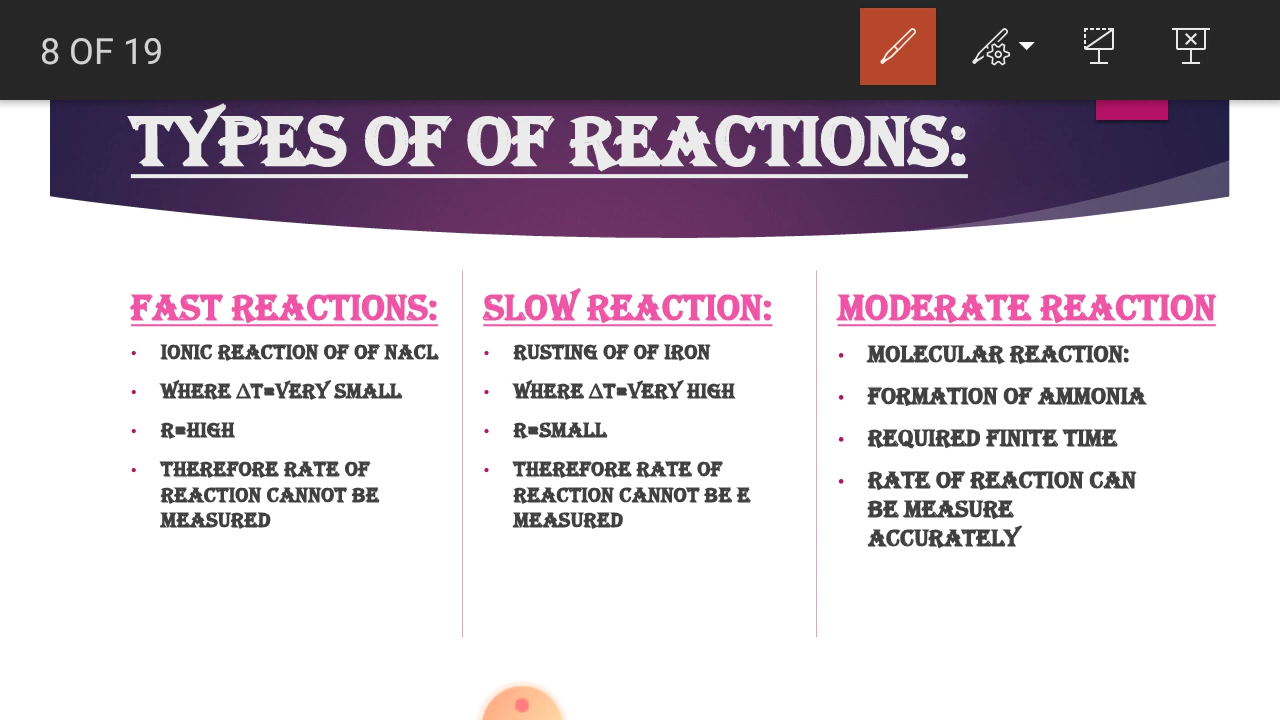 8 OF 19
TYPES OF OF REACTIONS:
FAST REACTIONS:
• IONIC REACTION OF OF NACL
• WHERE ∆T=VERY SMALL
• R=HIGH
• THEREFORE RATE OF
REACTION CANNOT BE
MEASURED
SLOW REACTION:
• RUSTING OF OF IRON
• WHERE ∆T=VERY HIGH
• R=SMALL
• THEREFORE RATE OF
REACTION CANNOT BE E
MEASURED
MODERATE REACTION
• MOLECULAR REACTION:
• FORMATION OF AMMONIA
• REQUIRED FINITE TIME
• RATE OF REACTION CAN
BE MEASURE
ACCURATELY